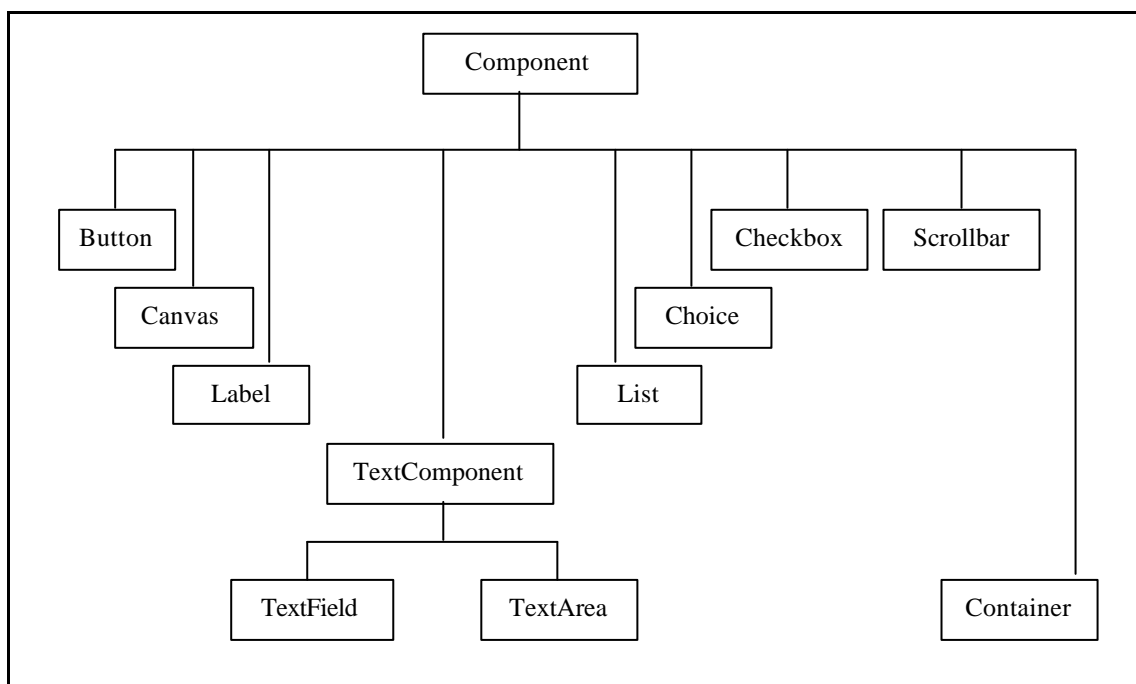 Component
Button
Checkbox
Scrollbar
Canvas
Choice
Label
List
TextComponent
TextField
TextArea
Container